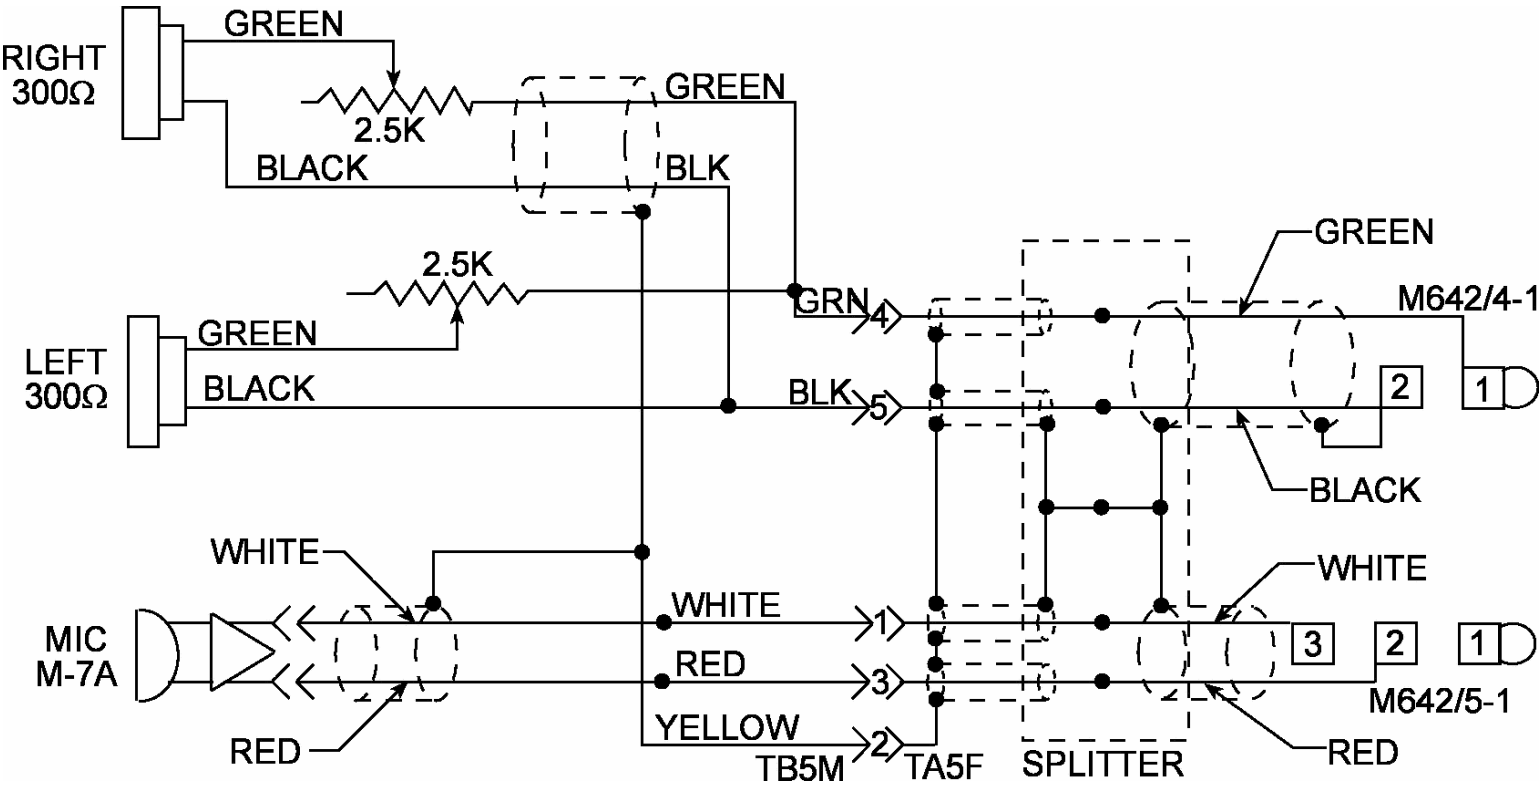 GREEN
RIGHT
300Ω
2.5K
GREEN
BLACK
BLK
GREEN
2.5K
M642/4-1
GRN
4
GREEN
LEFT
300Ω
BLACK
BLK
5
2
1
BLACK
WHITE
WHITE
WHITE
1
MIC
M-7A
3
2
1
RED
3
M642/5-1
RED
YELLOW
2
RED
TB5M
TA5F
SPLITTER